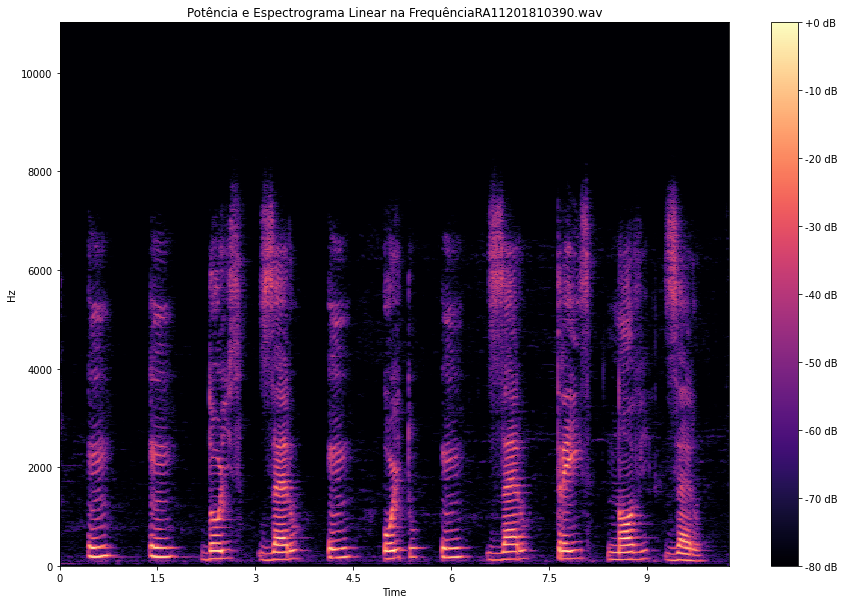 Potência e Espectrograma Linear na FrequênciaRA11201810390.wav
+0 dB
10000
-10 dB
-20 dB
8000
-30 dB
6000
Hz
-40 dB
4000
-50 dB
-60 dB
2000
-70 dB
0
-80 dB
0 1.5 3 4.5 6 7.5 9
Time